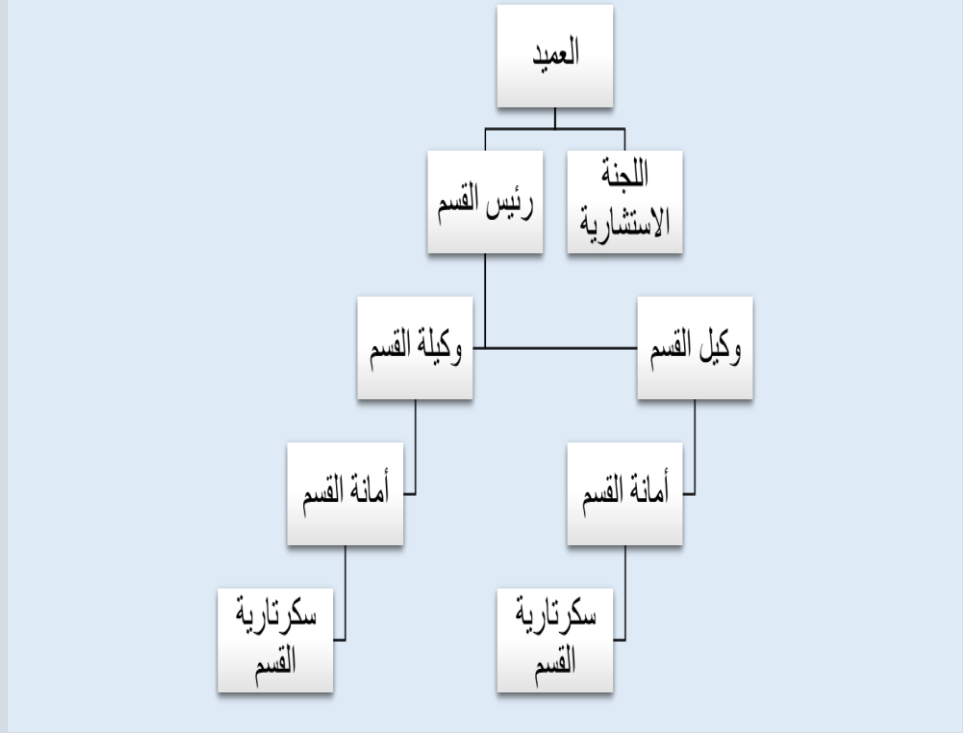 العميد
اللجنة
الاستشارية
رئيس القسم
وكيل القسم
وكيلة القسم
أمانة القسم
أمانة القسم
سكرتارية
القسم
سكرتارية
القسم